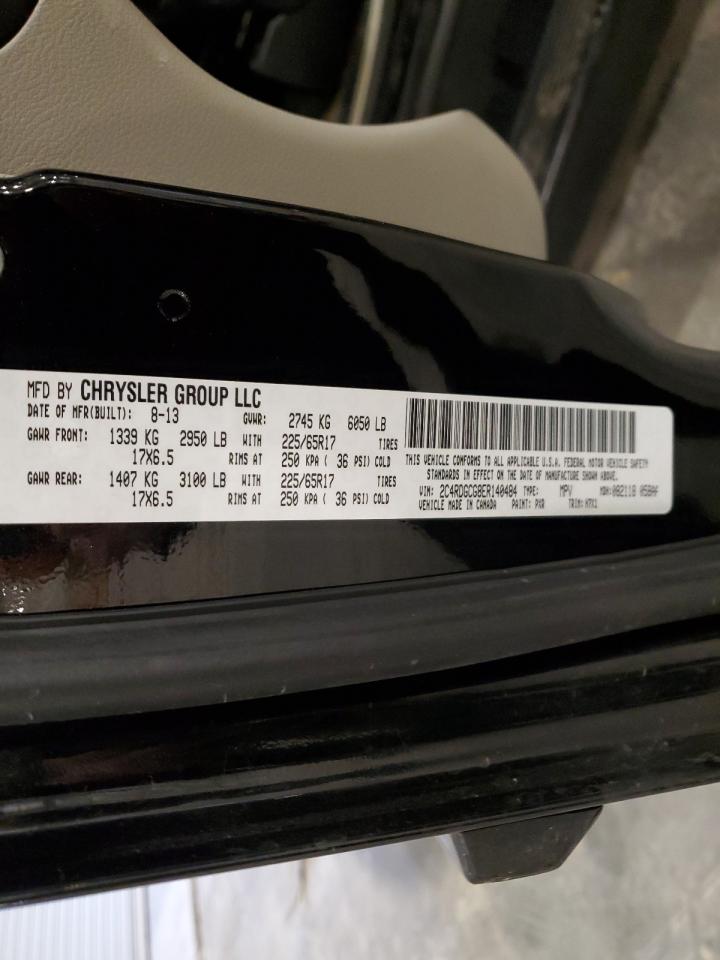 MFD BY CHRYSLER GROUP LLC
DATE OF MFR(BUILT): 8-13 GVWR: 2745 KG 6050 LB
GAWR FRONT: 1339 KG 2950 LB WITH 225/65R17 TIRES
17X6.5 RIMS AT 250 KPA ( 36 PSI) COLD
GAWR REAR: 1407 KG 3100 LB WITH 225/65R17 TIRES
17X6.5 RIMS AT 250 KPA ( 36 PSI) COLD
THIS VEHICLE CONFORMS TO ALL APPLICABLE U.S.A. FEDERAL MOTOR VEHICLE SAFETY
STANDARDS IN EFFECT ON THE DATE OF MANUFACTURE SHOWN ABOVE.
VIN: 2C4RDGCG8ER140484 TYPE: MPV MDH: 082118
VEHICLE MADE IN CANADA PAINT: PXR TRIM: